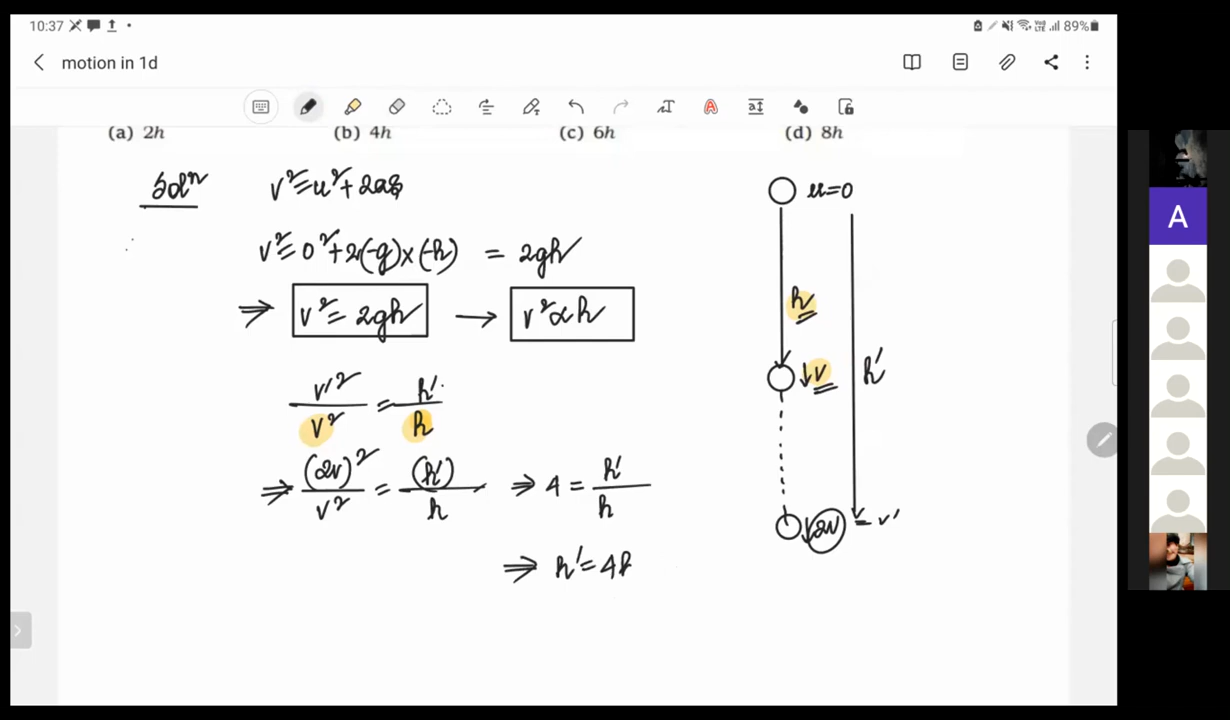 10:37 89%
motion in 1d
(a) 2h (b) 4h (c) 6h (d) 8h
Solⁿ v² = u² + 2as
v² = 0² + 2(-g)×(-h) = 2gh
⇒ v² = 2gh → v² ∝ h
v'²/v² = h'/h
⇒ (2v)²/v² = (h')/h ⇒ 4 = h'/h
⇒ h' = 4h
u=0
h
↓v
h'
↓2v = v'
A